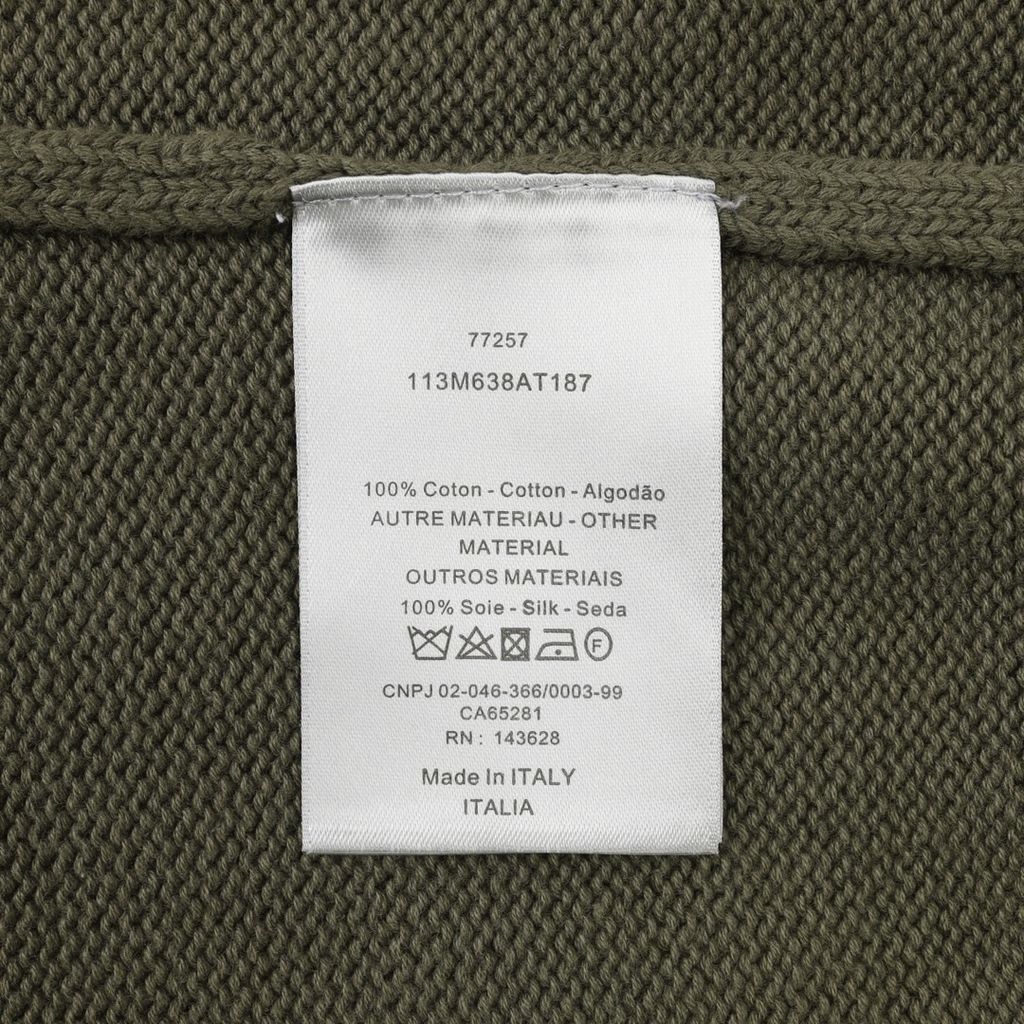 77257
113M638AT187
100% Coton - Cotton - Algodão
AUTRE MATERIAU - OTHER
MATERIAL
OUTROS MATERIAIS
100% Soie - Silk - Seda
F
CNPJ 02-046-366/0003-99
CA65281
RN : 143628
Made In ITALY
ITALIA